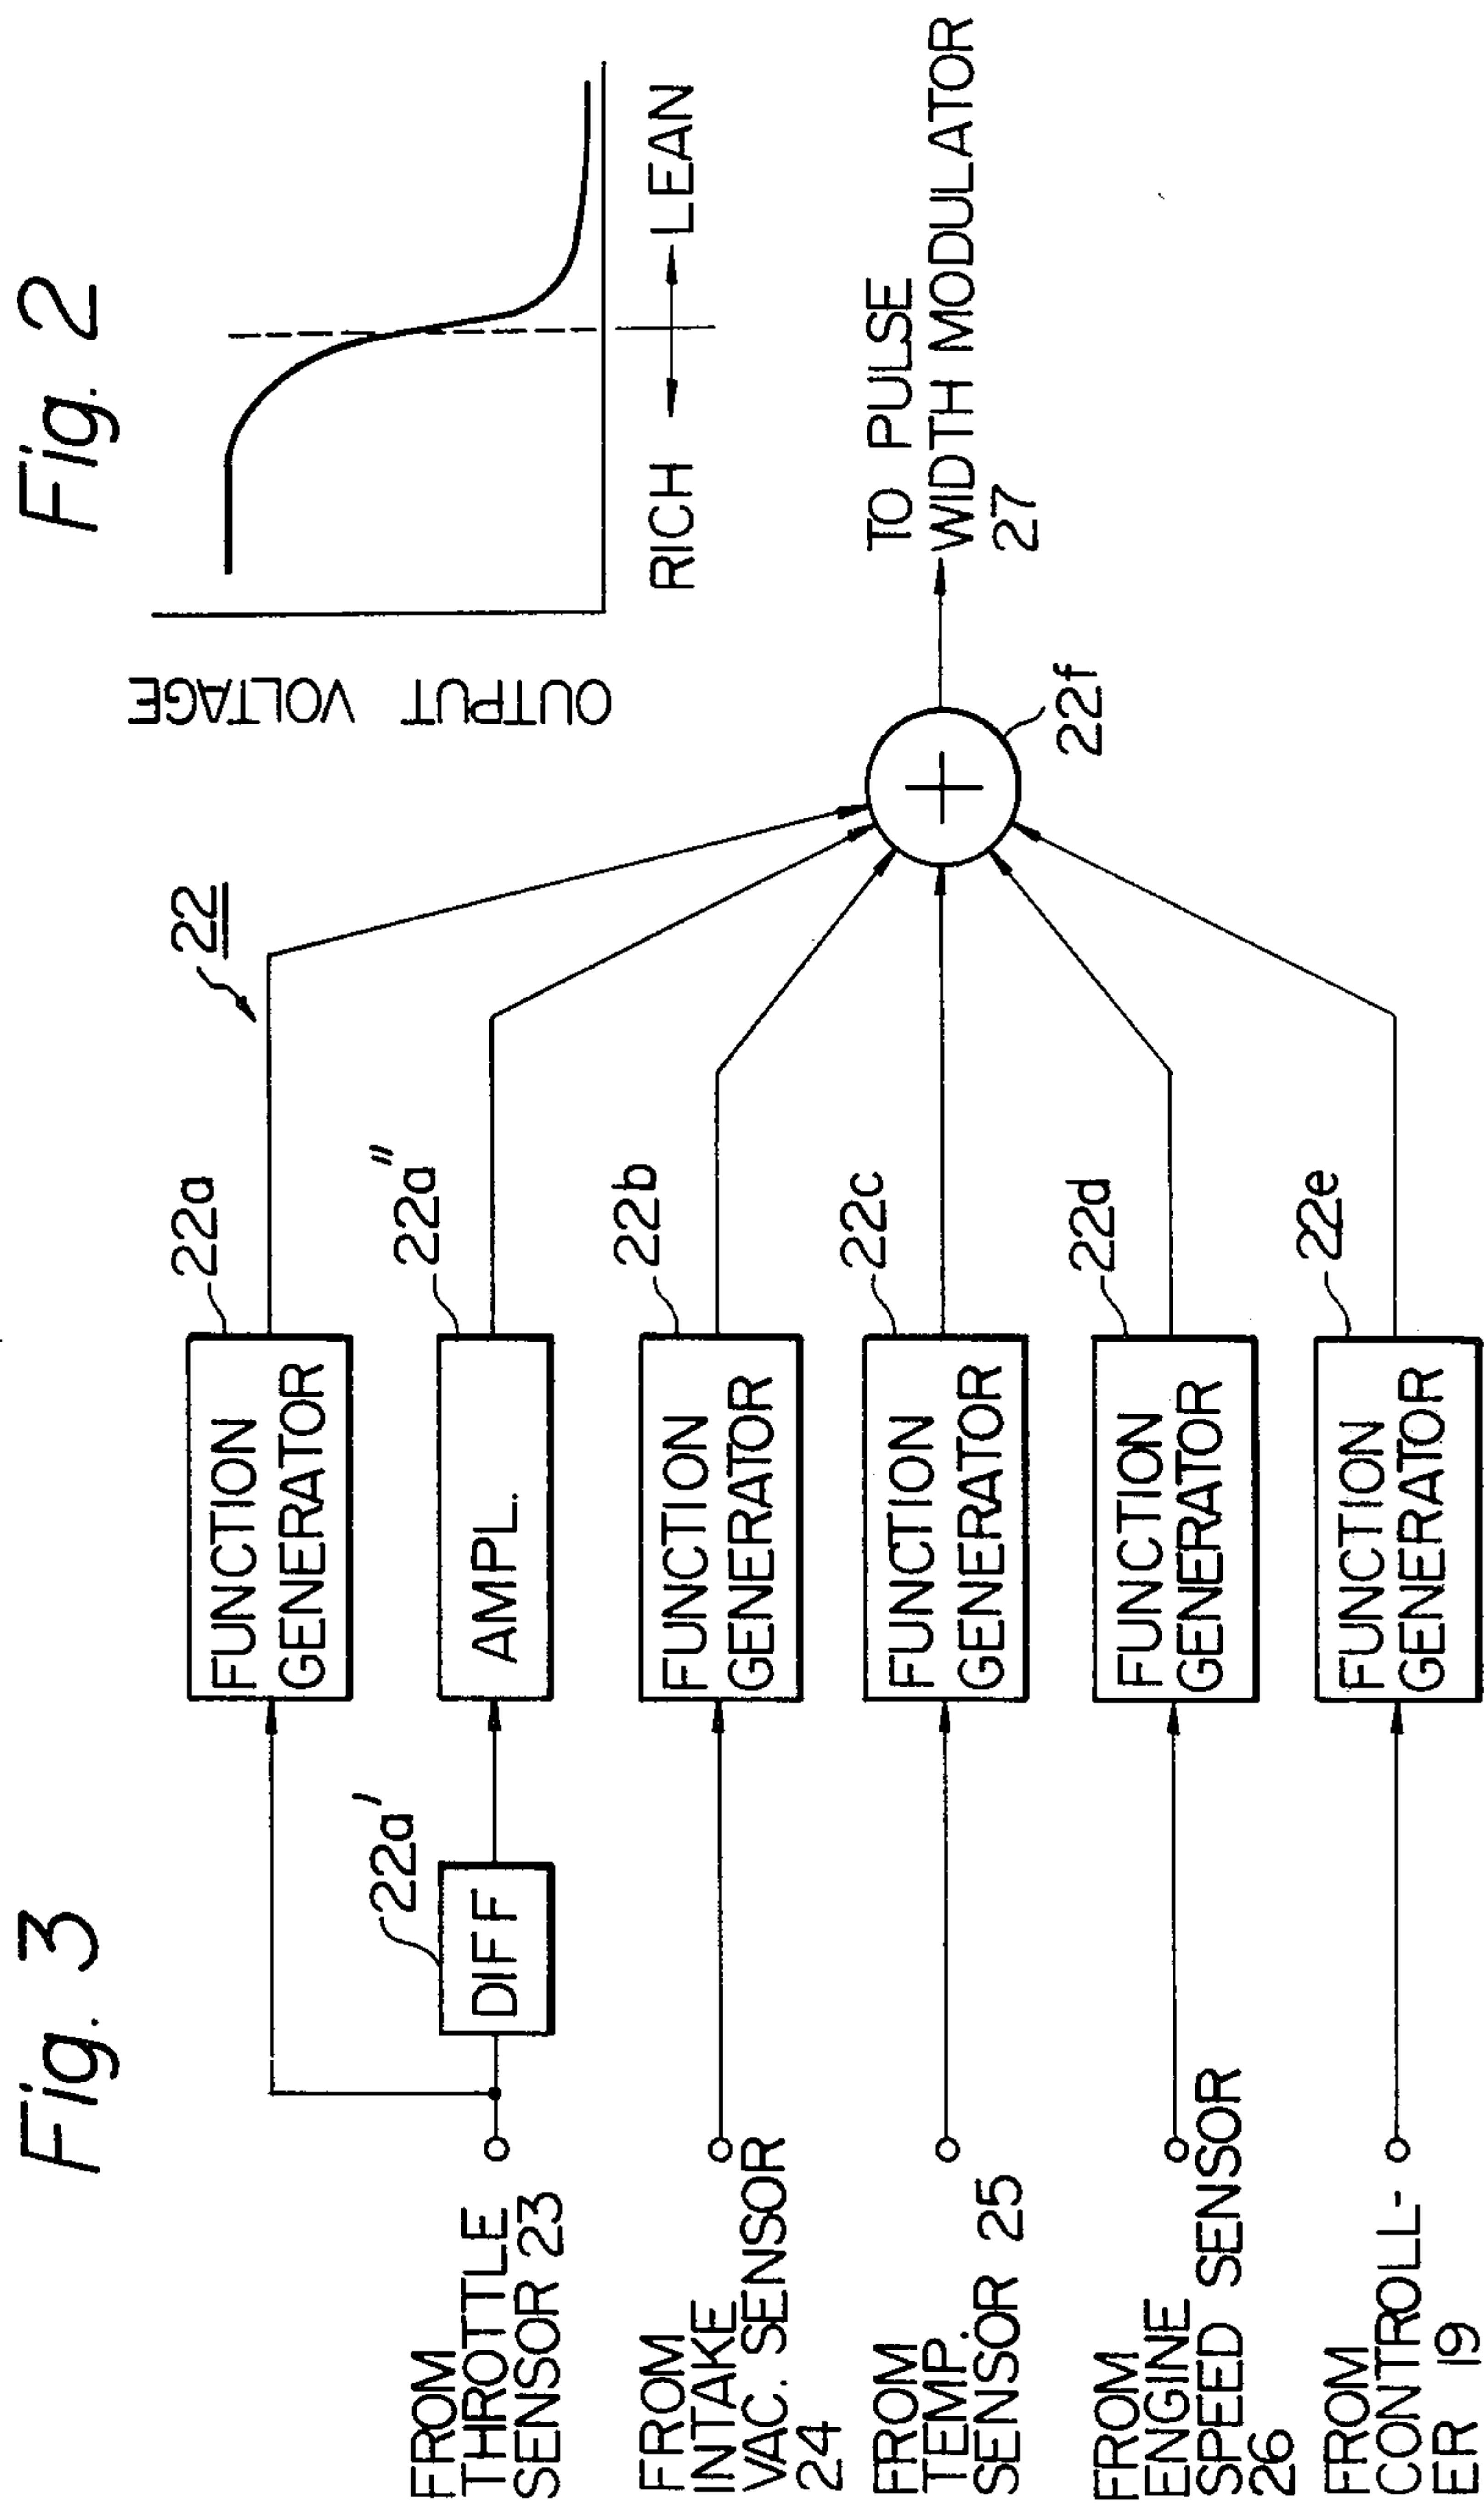 Fig. 2
OUTPUT VOLTAGE
RICH
LEAN
Fig. 3
22
FROM
THROTTLE
SENSOR 23
DIFF
22a'
FUNCTION
GENERATOR
22a
AMPL.
22a"
FROM
INTAKE
VAC. SENSOR
24
FUNCTION
GENERATOR
22b
FROM
TEMP.
SENSOR 25
FUNCTION
GENERATOR
22c
FROM
ENGINE
SPEED SENSOR
26
FUNCTION
GENERATOR
22d
FROM
CONTROLL-
ER 19
FUNCTION
GENERATOR
22e
22f
TO PULSE
WIDTH MODULATOR
27